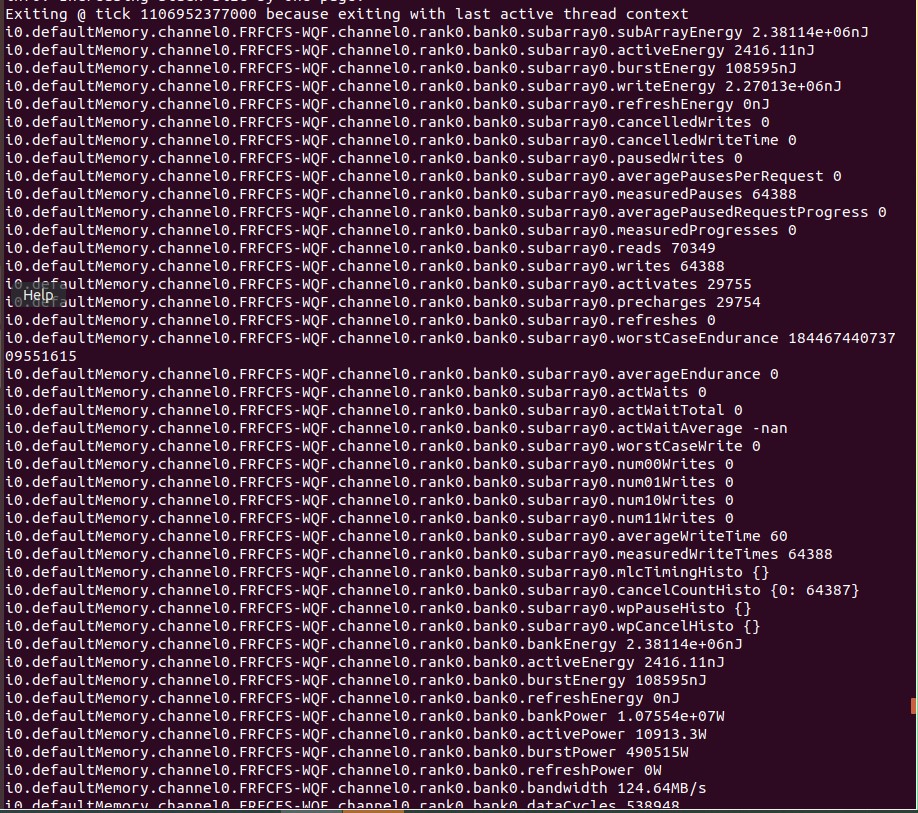 Exiting @ tick 1106952377000 because exiting with last active thread context
i0.defaultMemory.channel0.FRFCFS-WQF.channel0.rank0.bank0.subarray0.subArrayEnergy 2.38114e+06nJ
i0.defaultMemory.channel0.FRFCFS-WQF.channel0.rank0.bank0.subarray0.activeEnergy 2416.11nJ
i0.defaultMemory.channel0.FRFCFS-WQF.channel0.rank0.bank0.subarray0.burstEnergy 108595nJ
i0.defaultMemory.channel0.FRFCFS-WQF.channel0.rank0.bank0.subarray0.writeEnergy 2.27013e+06nJ
i0.defaultMemory.channel0.FRFCFS-WQF.channel0.rank0.bank0.subarray0.refreshEnergy 0nJ
i0.defaultMemory.channel0.FRFCFS-WQF.channel0.rank0.bank0.subarray0.cancelledWrites 0
i0.defaultMemory.channel0.FRFCFS-WQF.channel0.rank0.bank0.subarray0.cancelledWriteTime 0
i0.defaultMemory.channel0.FRFCFS-WQF.channel0.rank0.bank0.subarray0.pausedWrites 0
i0.defaultMemory.channel0.FRFCFS-WQF.channel0.rank0.bank0.subarray0.averagePausesPerRequest 0
i0.defaultMemory.channel0.FRFCFS-WQF.channel0.rank0.bank0.subarray0.measuredPauses 64388
i0.defaultMemory.channel0.FRFCFS-WQF.channel0.rank0.bank0.subarray0.averagePausedRequestProgress 0
i0.defaultMemory.channel0.FRFCFS-WQF.channel0.rank0.bank0.subarray0.measuredProgresses 0
i0.defaultMemory.channel0.FRFCFS-WQF.channel0.rank0.bank0.subarray0.reads 70349
i0.defaultMemory.channel0.FRFCFS-WQF.channel0.rank0.bank0.subarray0.writes 64388
i0.defaultMemory.channel0.FRFCFS-WQF.channel0.rank0.bank0.subarray0.activates 29755
Help
i0.defaultMemory.channel0.FRFCFS-WQF.channel0.rank0.bank0.subarray0.precharges 29754
i0.defaultMemory.channel0.FRFCFS-WQF.channel0.rank0.bank0.subarray0.refreshes 0
i0.defaultMemory.channel0.FRFCFS-WQF.channel0.rank0.bank0.subarray0.worstCaseEndurance 184467440737
09551615
i0.defaultMemory.channel0.FRFCFS-WQF.channel0.rank0.bank0.subarray0.averageEndurance 0
i0.defaultMemory.channel0.FRFCFS-WQF.channel0.rank0.bank0.subarray0.actWaits 0
i0.defaultMemory.channel0.FRFCFS-WQF.channel0.rank0.bank0.subarray0.actWaitTotal 0
i0.defaultMemory.channel0.FRFCFS-WQF.channel0.rank0.bank0.subarray0.actWaitAverage -nan
i0.defaultMemory.channel0.FRFCFS-WQF.channel0.rank0.bank0.subarray0.worstCaseWrite 0
i0.defaultMemory.channel0.FRFCFS-WQF.channel0.rank0.bank0.subarray0.num00Writes 0
i0.defaultMemory.channel0.FRFCFS-WQF.channel0.rank0.bank0.subarray0.num01Writes 0
i0.defaultMemory.channel0.FRFCFS-WQF.channel0.rank0.bank0.subarray0.num10Writes 0
i0.defaultMemory.channel0.FRFCFS-WQF.channel0.rank0.bank0.subarray0.num11Writes 0
i0.defaultMemory.channel0.FRFCFS-WQF.channel0.rank0.bank0.subarray0.averageWriteTime 60
i0.defaultMemory.channel0.FRFCFS-WQF.channel0.rank0.bank0.subarray0.measuredWriteTimes 64388
i0.defaultMemory.channel0.FRFCFS-WQF.channel0.rank0.bank0.subarray0.mlcTimingHisto {}
i0.defaultMemory.channel0.FRFCFS-WQF.channel0.rank0.bank0.subarray0.cancelCountHisto {0: 64387}
i0.defaultMemory.channel0.FRFCFS-WQF.channel0.rank0.bank0.subarray0.wpPauseHisto {}
i0.defaultMemory.channel0.FRFCFS-WQF.channel0.rank0.bank0.subarray0.wpCancelHisto {}
i0.defaultMemory.channel0.FRFCFS-WQF.channel0.rank0.bank0.bankEnergy 2.38114e+06nJ
i0.defaultMemory.channel0.FRFCFS-WQF.channel0.rank0.bank0.activeEnergy 2416.11nJ
i0.defaultMemory.channel0.FRFCFS-WQF.channel0.rank0.bank0.burstEnergy 108595nJ
i0.defaultMemory.channel0.FRFCFS-WQF.channel0.rank0.bank0.refreshEnergy 0nJ
i0.defaultMemory.channel0.FRFCFS-WQF.channel0.rank0.bank0.bankPower 1.07554e+07W
i0.defaultMemory.channel0.FRFCFS-WQF.channel0.rank0.bank0.activePower 10913.3W
i0.defaultMemory.channel0.FRFCFS-WQF.channel0.rank0.bank0.burstPower 490515W
i0.defaultMemory.channel0.FRFCFS-WQF.channel0.rank0.bank0.refreshPower 0W
i0.defaultMemory.channel0.FRFCFS-WQF.channel0.rank0.bank0.bandwidth 124.64MB/s
i0.defaultMemory.channel0.FRFCFS-WQF.channel0.rank0.bank0.dataCycles 538948